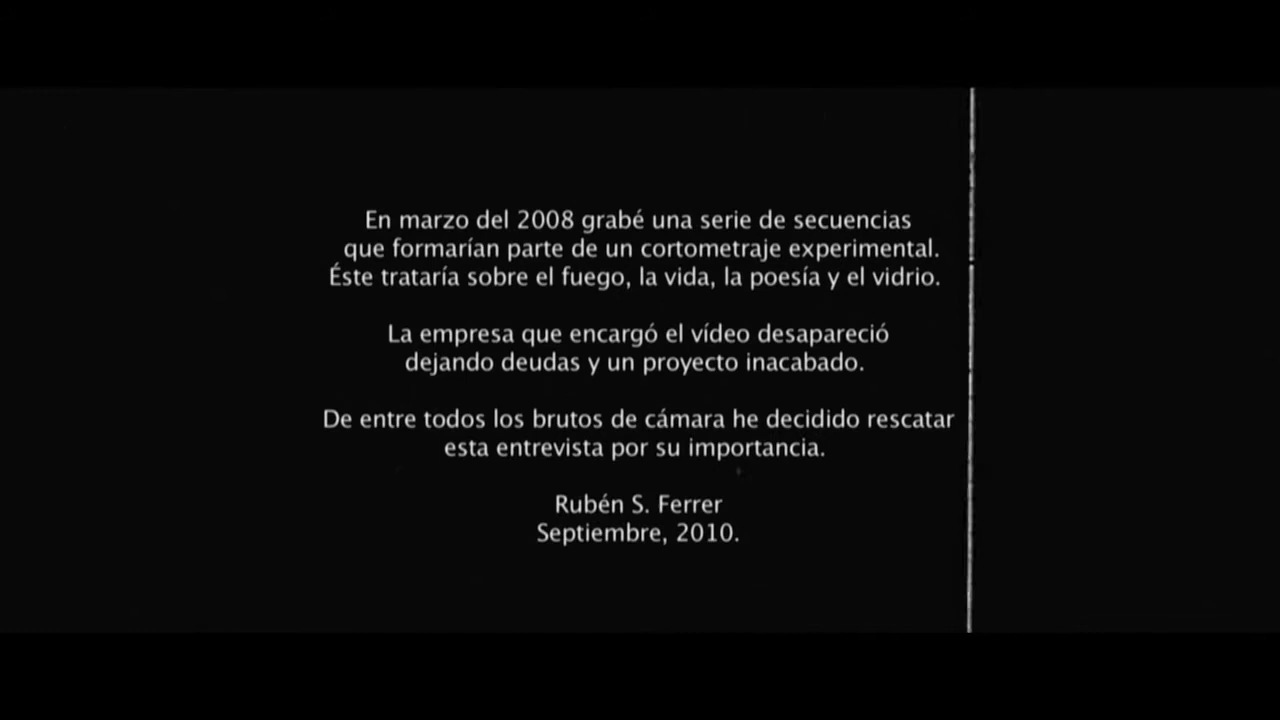 En marzo del 2008 grabé una serie de secuencias
que formarían parte de un cortometraje experimental.
Éste trataría sobre el fuego, la vida, la poesía y el vidrio.
La empresa que encargó el vídeo desapareció
dejando deudas y un proyecto inacabado.
De entre todos los brutos de cámara he decidido rescatar
esta entrevista por su importancia.
Rubén S. Ferrer
Septiembre, 2010.